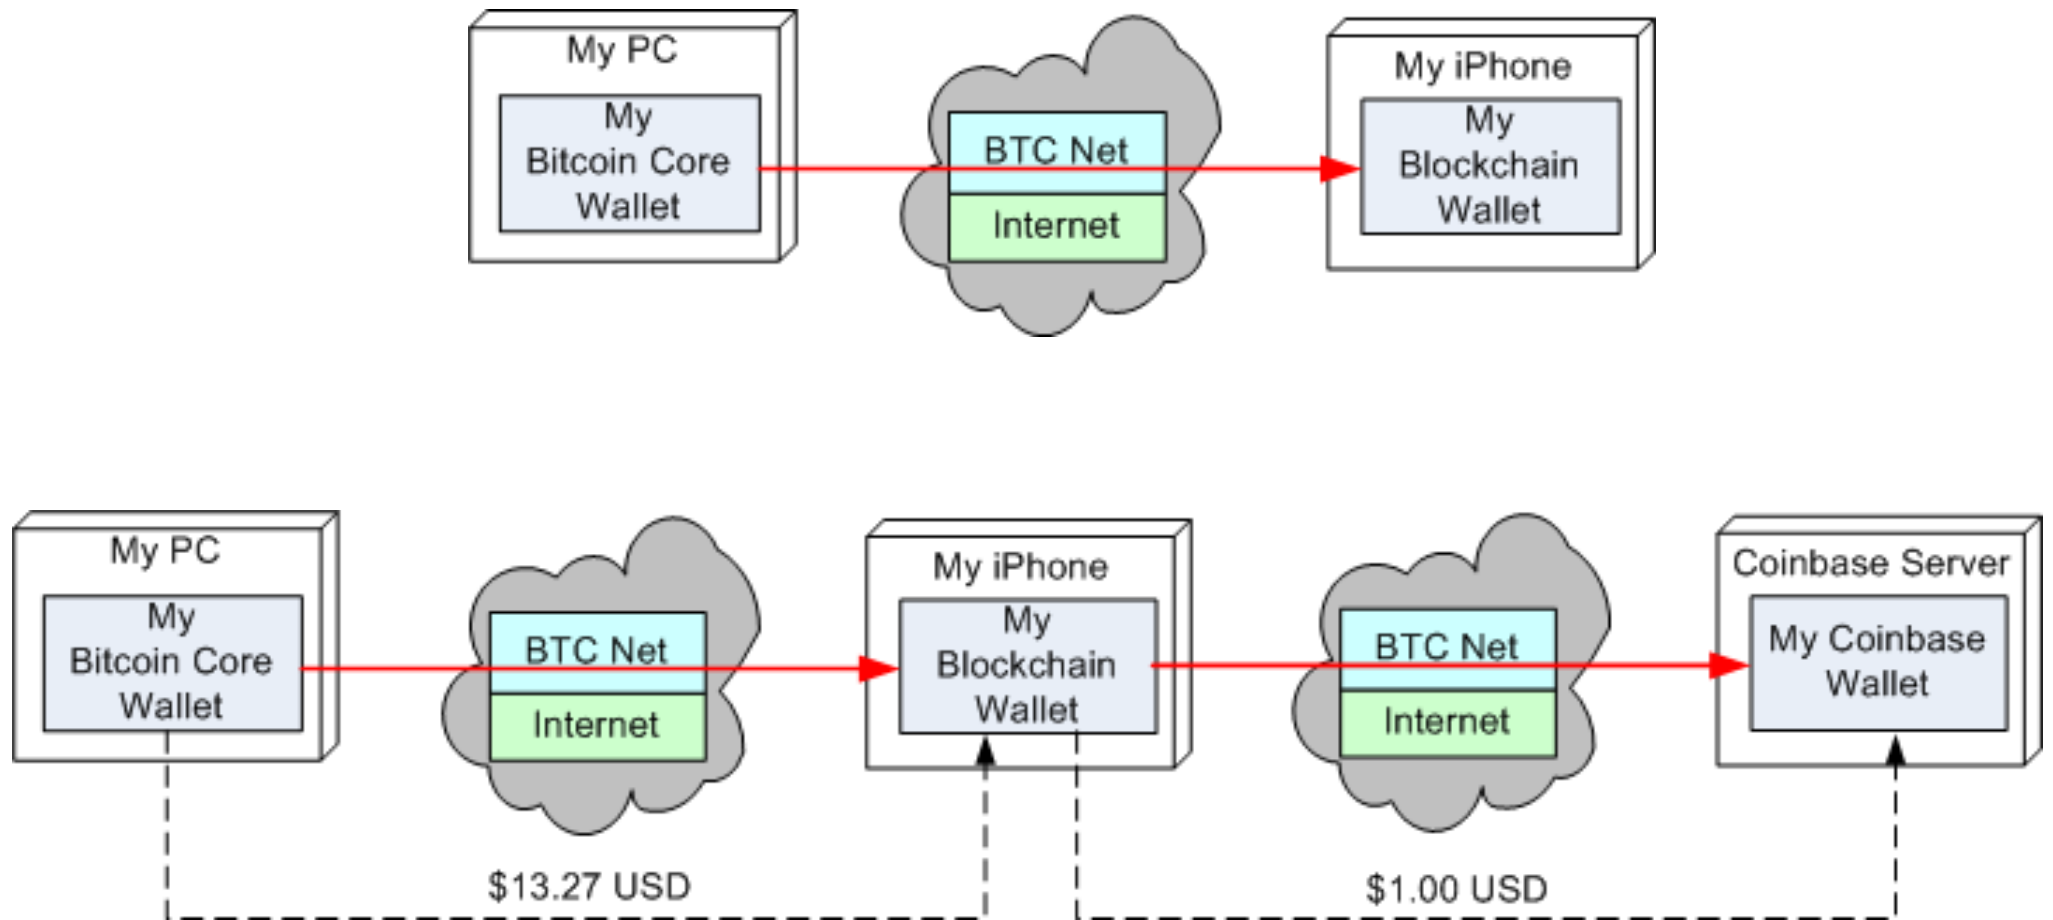 My PC
My
Bitcoin Core
Wallet
BTC Net
Internet
My iPhone
My
Blockchain
Wallet
My PC
My
Bitcoin Core
Wallet
BTC Net
Internet
My iPhone
My
Blockchain
Wallet
BTC Net
Internet
Coinbase Server
My Coinbase
Wallet
$13.27 USD
$1.00 USD